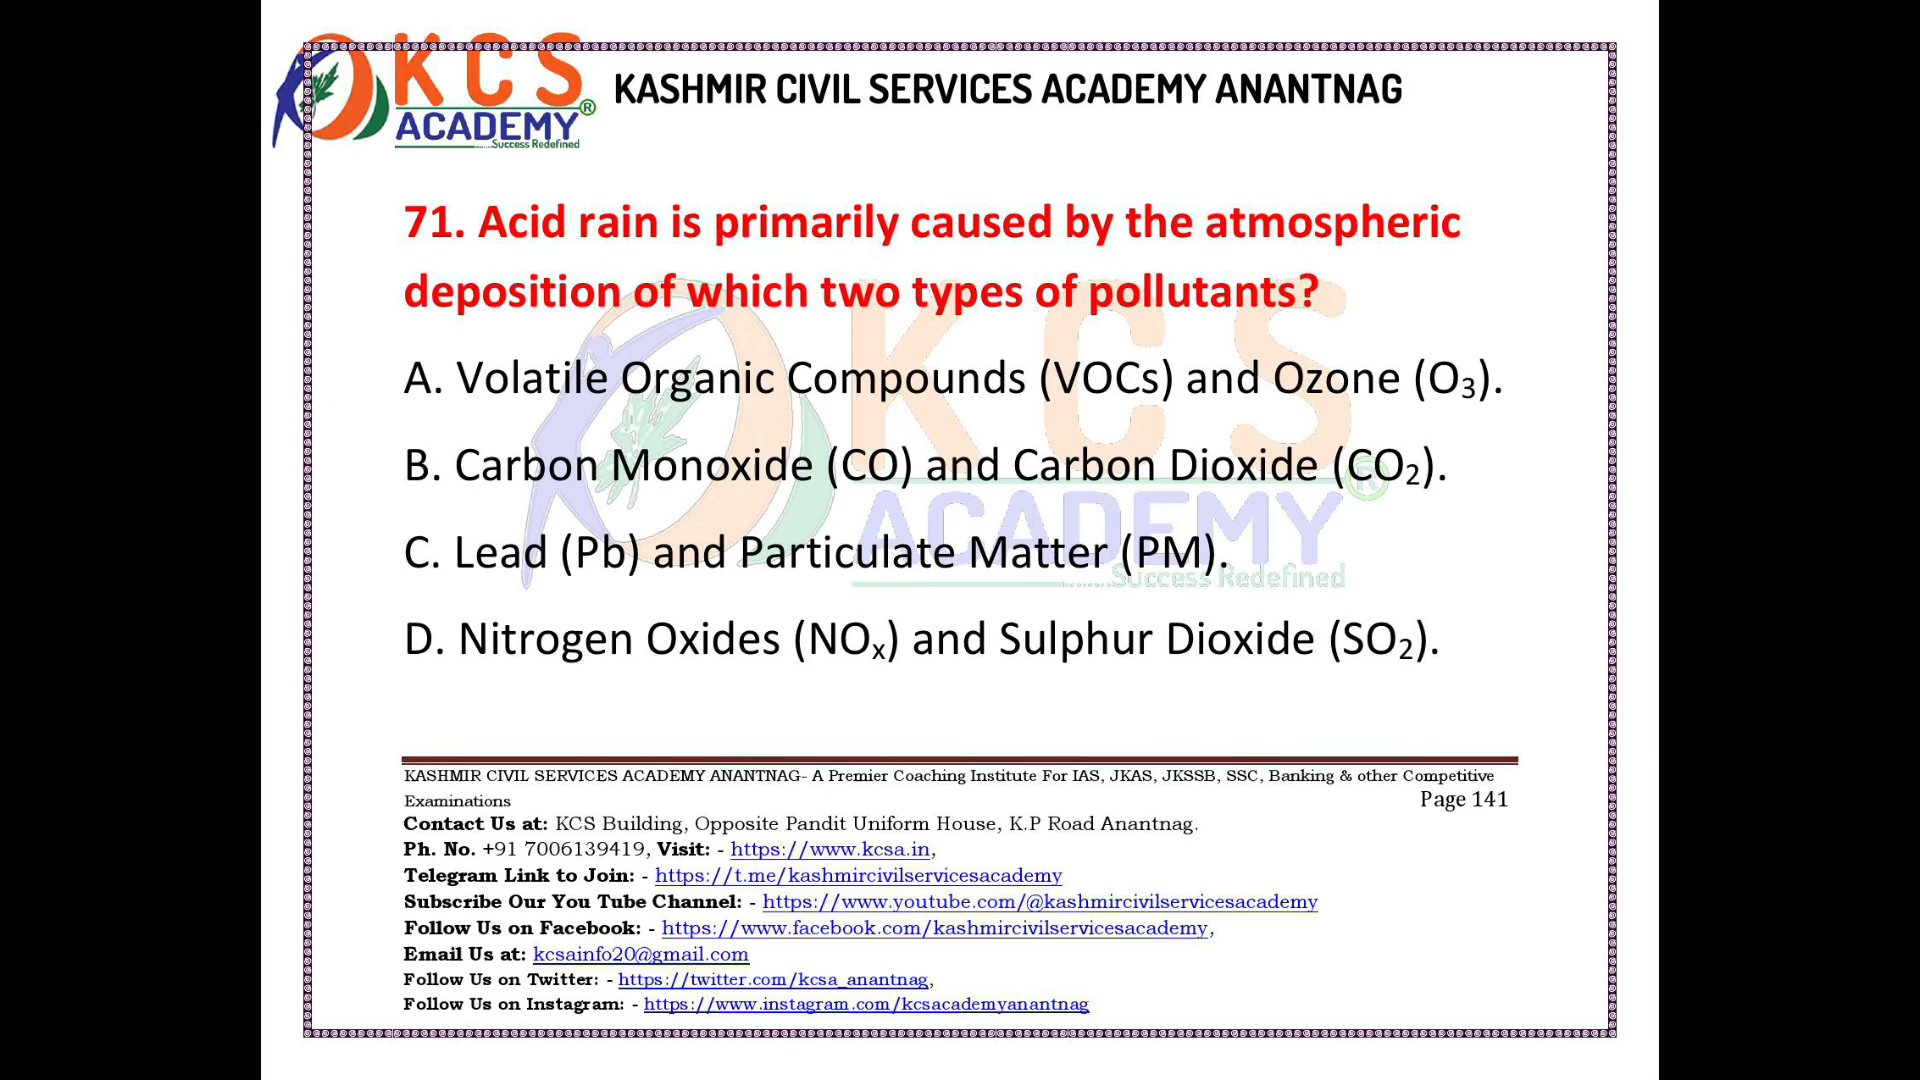 KCS
ACADEMY®
......Success Redefined
KASHMIR CIVIL SERVICES ACADEMY ANANTNAG
71. Acid rain is primarily caused by the atmospheric
deposition of which two types of pollutants?
A. Volatile Organic Compounds (VOCs) and Ozone (O₃).
B. Carbon Monoxide (CO) and Carbon Dioxide (CO₂).
C. Lead (Pb) and Particulate Matter (PM).
D. Nitrogen Oxides (NOₓ) and Sulphur Dioxide (SO₂).
KCS
ACADEMY®
.......Success Redefined
KASHMIR CIVIL SERVICES ACADEMY ANANTNAG- A Premier Coaching Institute For IAS, JKAS, JKSSB, SSC, Banking & other Competitive
Examinations Page 141
Contact Us at: KCS Building, Opposite Pandit Uniform House, K.P Road Anantnag.
Ph. No. +91 7006139419, Visit: - https://www.kcsa.in,
Telegram Link to Join: - https://t.me/kashmircivilservicesacademy
Subscribe Our You Tube Channel: - https://www.youtube.com/@kashmircivilservicesacademy
Follow Us on Facebook: - https://www.facebook.com/kashmircivilservicesacademy,
Email Us at: kcsainfo20@gmail.com
Follow Us on Twitter: - https://twitter.com/kcsa_anantnag,
Follow Us on Instagram: - https://www.instagram.com/kcsacademyanantnag